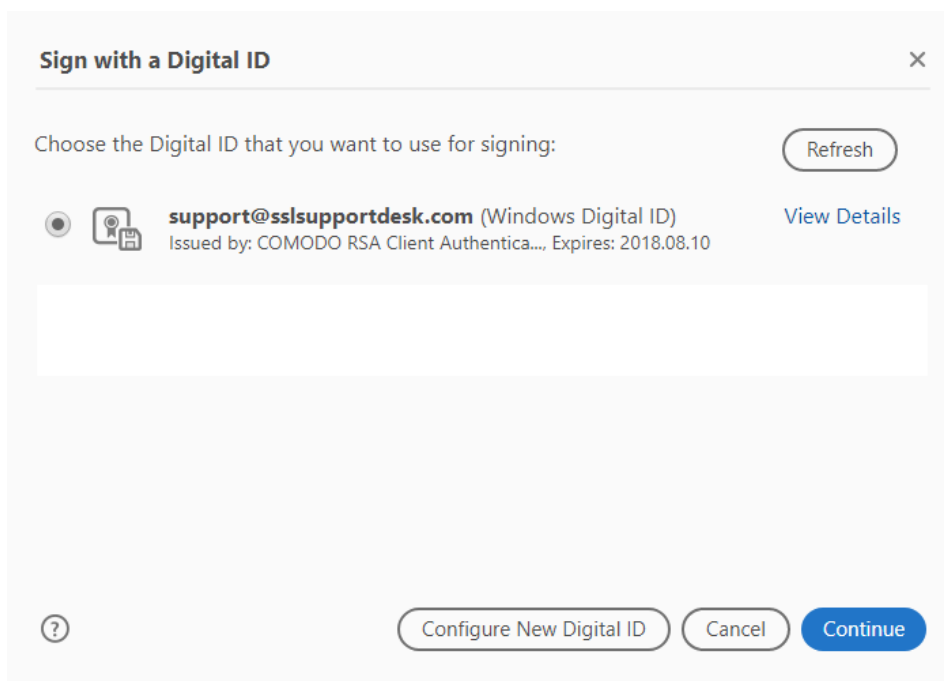 Sign with a Digital ID
Choose the Digital ID that you want to use for signing:
Refresh
support@sslsupportdesk.com (Windows Digital ID)
View Details
Issued by: COMODO RSA Client Authentica..., Expires: 2018.08.10
?
Configure New Digital ID
Cancel
Continue